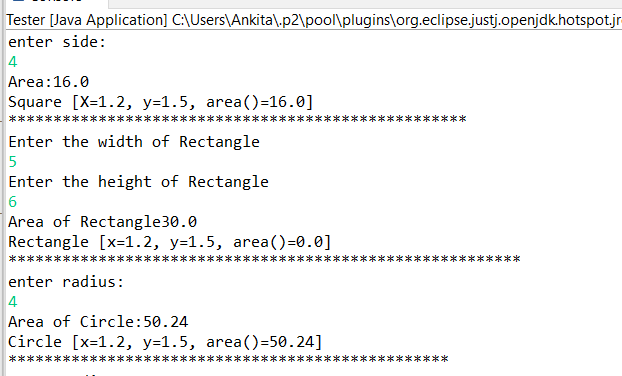 Tester [Java Application] C:\Users\Ankita\.p2\pool\plugins\org.eclipse.justj.openjdk.hotspot.jr
enter side:
4
Area:16.0
Square [X=1.2, y=1.5, area()=16.0]
***************************************************
Enter the width of Rectangle
5
Enter the height of Rectangle
6
Area of Rectangle30.0
Rectangle [x=1.2, y=1.5, area()=0.0]
*********************************************************
enter radius:
4
Area of Circle:50.24
Circle [x=1.2, y=1.5, area()=50.24]
*************************************************